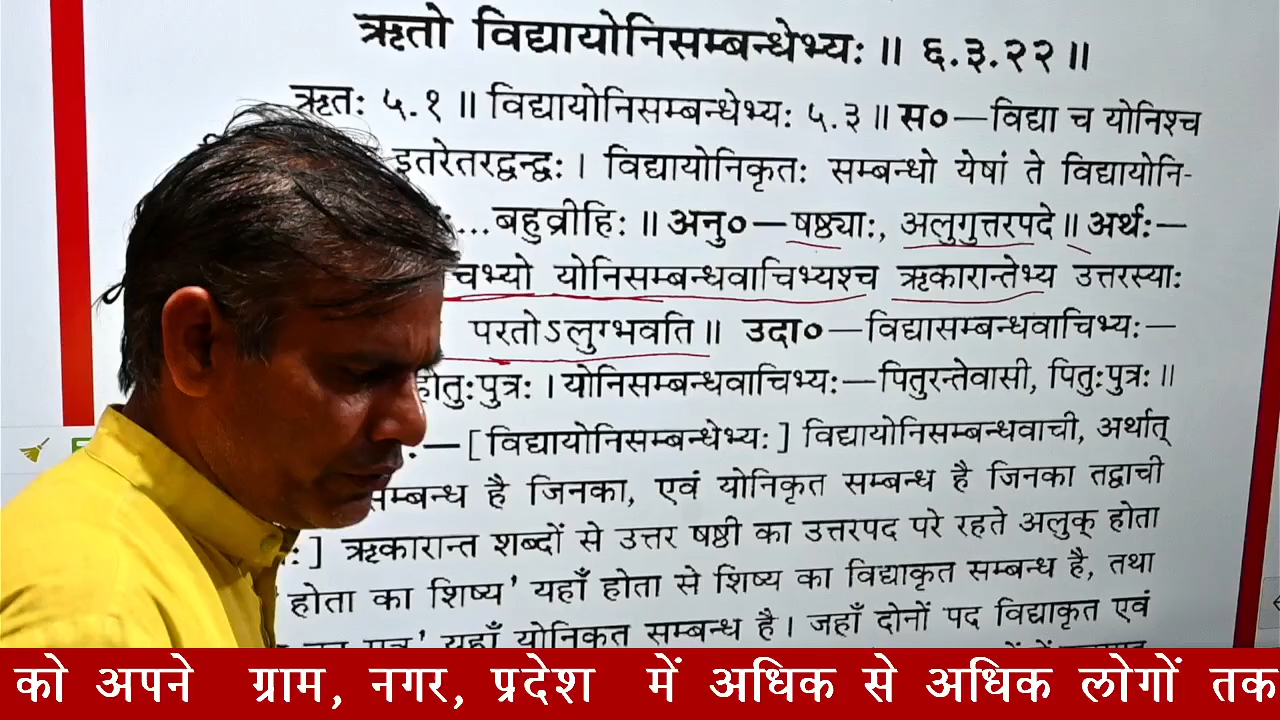 ऋतो विद्यायोनिसम्बन्धेभ्यः ॥ ६.३.२२ ॥
ऋतः ५.१ ॥ विद्यायोनिसम्बन्धेभ्यः ५.३ ॥ स०—विद्या च योनिश्च
इतरेतरद्वन्द्वः । विद्यायोनिकृतः सम्बन्धो येषां ते विद्यायोनि-
...बहुव्रीहिः ॥ अनु०—षष्ठ्याः, अलुगुत्तरपदे ॥ अर्थः—
चभ्यो योनिसम्बन्धवाचिभ्यश्च ऋकारान्तेभ्य उत्तरस्याः
परतोऽलुग्भवति ॥ उदा०—विद्यासम्बन्धवाचिभ्यः—
होतुःपुत्रः । योनिसम्बन्धवाचिभ्यः—पितुरन्तेवासी, पितुःपुत्रः ॥
—[विद्यायोनिसम्बन्धेभ्यः] विद्यायोनिसम्बन्धवाची, अर्थात्
सम्बन्ध है जिनका, एवं योनिकृत सम्बन्ध है जिनका तद्वाची
ः] ऋकारान्त शब्दों से उत्तर षष्ठी का उत्तरपद परे रहते अलुक् होता
होता का शिष्य' यहाँ होता से शिष्य का विद्याकृत सम्बन्ध है, तथा
यहाँ योनिकृत सम्बन्ध है। जहाँ दोनों पद विद्याकृत एवं
को अपने ग्राम, नगर, प्रदेश में अधिक से अधिक लोगों तक